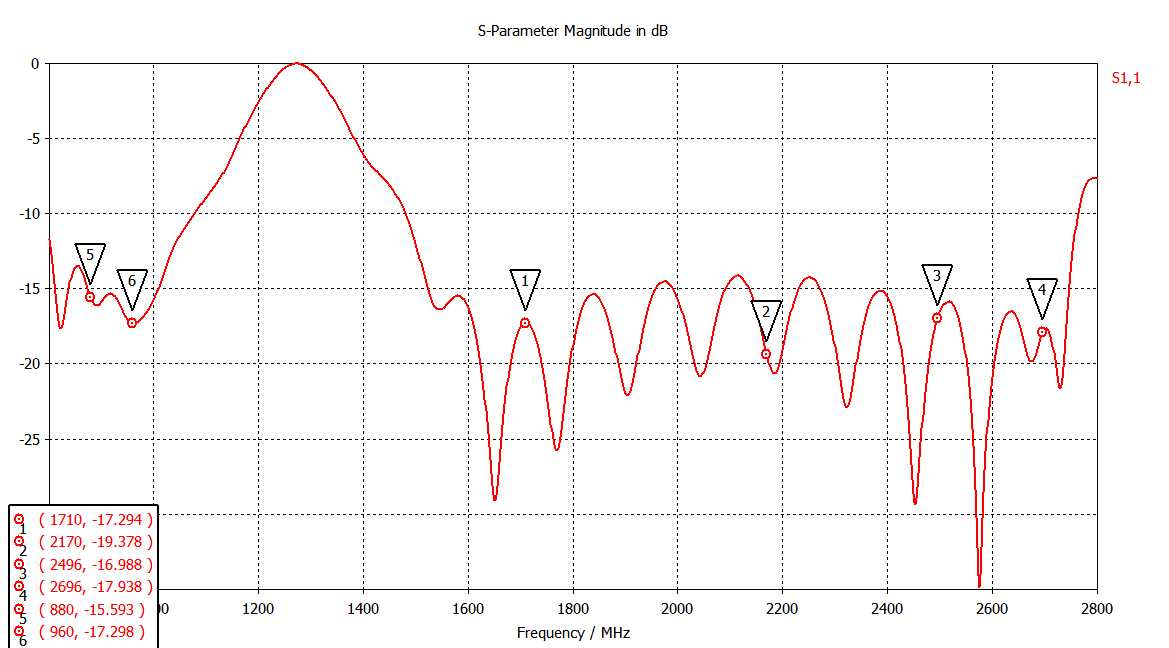 S-Parameter Magnitude in dB
S1,1
0
-5
-10
-15
-20
-25
5
6
1
2
3
4
1 ( 1710, -17.294 )
2 ( 2170, -19.378 )
3 ( 2496, -16.988 )
4 ( 2696, -17.938 )
5 ( 880, -15.593 )
6 ( 960, -17.298 )
00 1200 1400 1600 1800 2000 2200 2400 2600 2800
Frequency / MHz